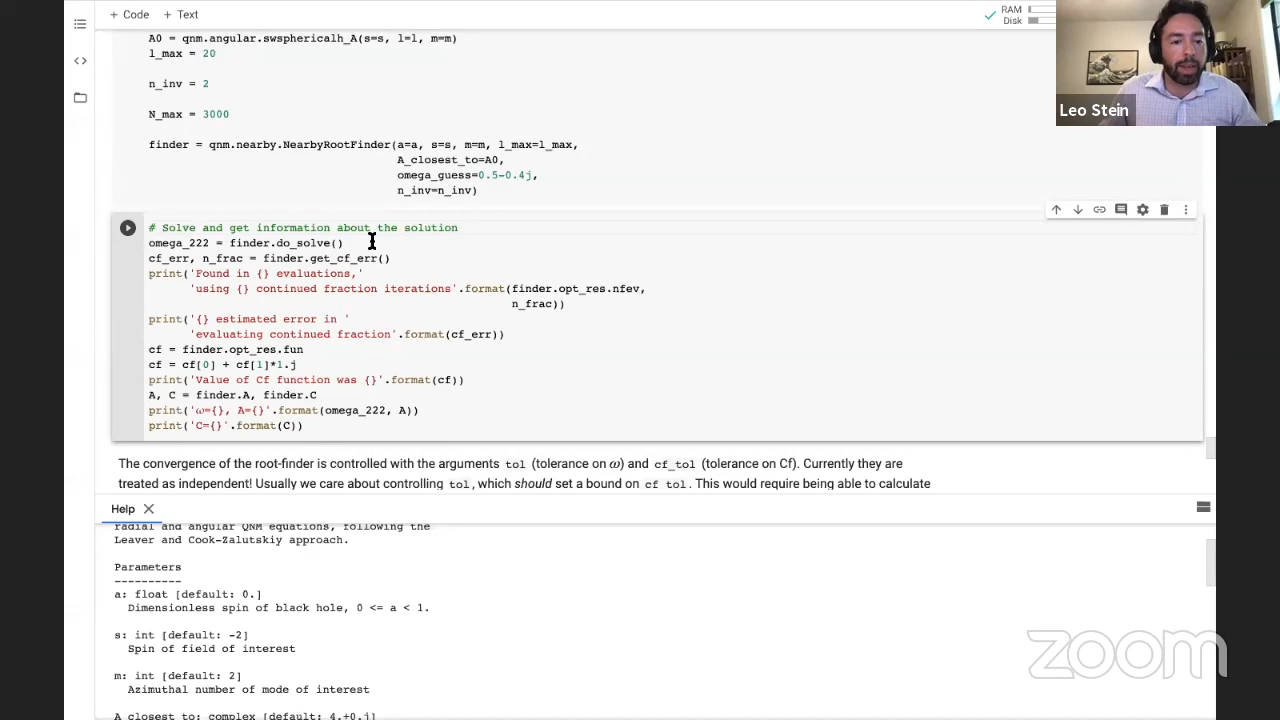 + Code + Text
RAM
Disk
Leo Stein
A0 = qnm.angular.swsphericalh_A(s=s, l=l, m=m)
l_max = 20
n_inv = 2
N_max = 3000
finder = qnm.nearby.NearbyRootFinder(a=a, s=s, m=m, l_max=l_max,
A_closest_to=A0,
omega_guess=0.5-0.4j,
n_inv=n_inv)
# Solve and get information about the solution
omega_222 = finder.do_solve()
cf_err, n_frac = finder.get_cf_err()
print('Found in {} evaluations,'
'using {} continued fraction iterations'.format(finder.opt_res.nfev,
n_frac))
print('{} estimated error in '
'evaluating continued fraction'.format(cf_err))
cf = finder.opt_res.fun
cf = cf[0] + cf[1]*1.j
print('Value of Cf function was {}'.format(cf))
A, C = finder.A, finder.C
print('ω={}, A={}'.format(omega_222, A))
print('C={}'.format(C))
The convergence of the root-finder is controlled with the arguments tol (tolerance on ω) and cf_tol (tolerance on Cf). Currently they are
treated as independent! Usually we care about controlling tol, which should set a bound on cf_tol. This would require being able to calculate
Help
radial and angular QNM equations, following the
Leaver and Cook-Zalutskiy approach.
Parameters
----------
a: float [default: 0.]
Dimensionless spin of black hole, 0 <= a < 1.
s: int [default: -2]
Spin of field of interest
m: int [default: 2]
Azimuthal number of mode of interest
A_closest_to: complex [default: 4.+0.j]
zoom